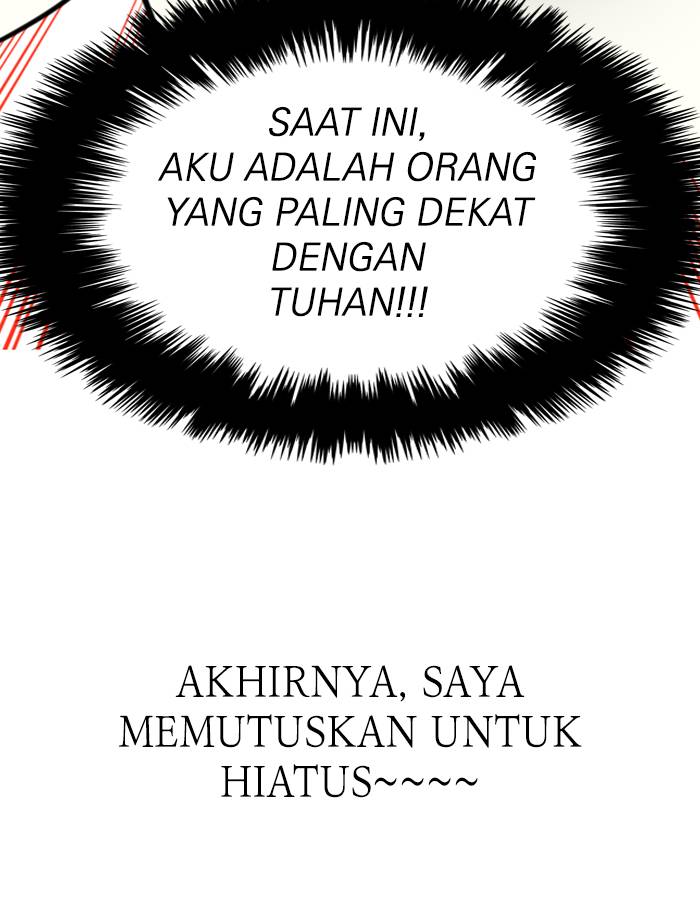 SAAT INI,
AKU ADALAH ORANG
YANG PALING DEKAT
DENGAN
TUHAN!!!
AKHIRNYA, SAYA
MEMUTUSKAN UNTUK
HIATUS~~~~